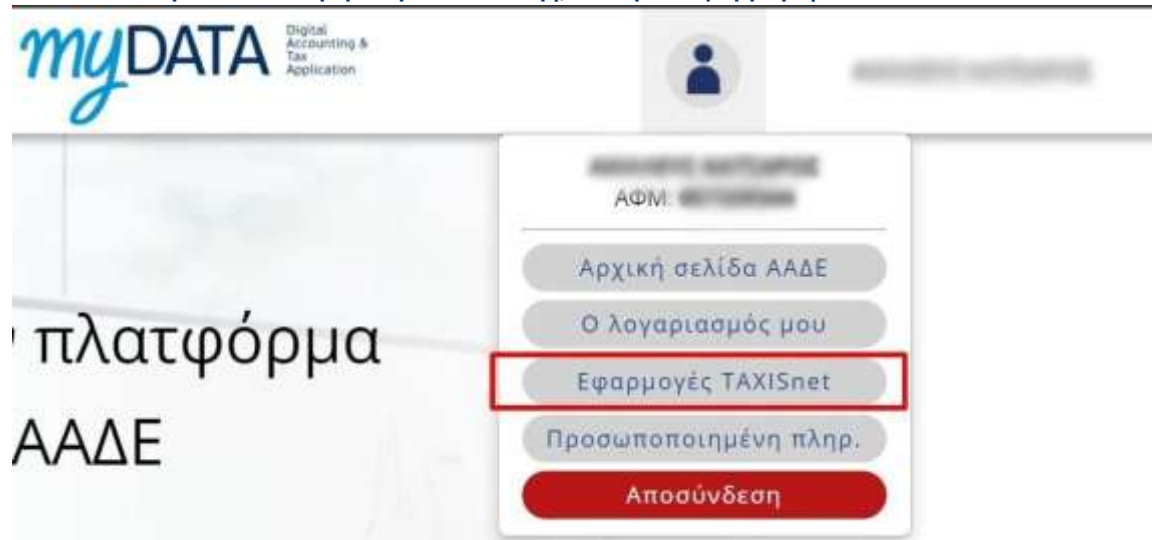 myDATA
Digital
Accounting &
Tax
Application
ΑΦΜ:
Αρχική σελίδα ΑΑΔΕ
Ο λογαριασμός μου
Εφαρμογές TAXISnet
Προσωποποιημένη πληρ.
Αποσύνδεση
πλατφόρμα
ΑΑΔΕ